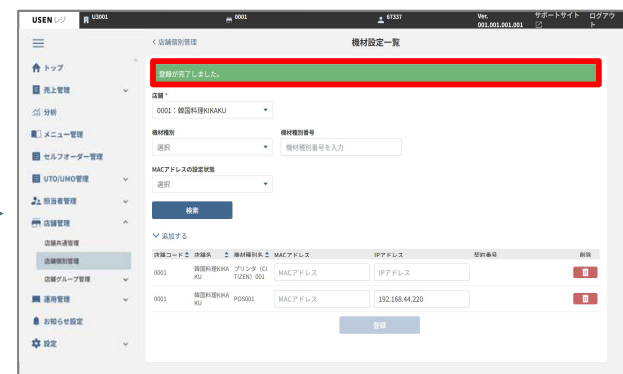 USENレジ U3001 0001 67337 Ver. 001.001.001.001 サポートサイト ログアウト
＜店舗個別管理 機材設定一覧
トップ
売上管理
分析
メニュー管理
セルフオーダー管理
UTO/UMO管理
担当者管理
店舗管理
店舗共通管理
店舗個別管理
店舗グループ管理
運用管理
お知らせ設定
設定
登録が完了しました。
店舗 *
0001：韓国料理KIKAKU
機材種別 機材種別番号
選択 機材種別番号を入力
MACアドレスの設定状態
選択
検索
追加する
店舗コード 店舗名 機材種別名 MACアドレス IPアドレス 契約番号 削除
0001 韓国料理KIKAKU プリンタ（CITIZEN）001 MACアドレス IPアドレス
0001 韓国料理KIKAKU POS001 MACアドレス 192.168.44.220
登録